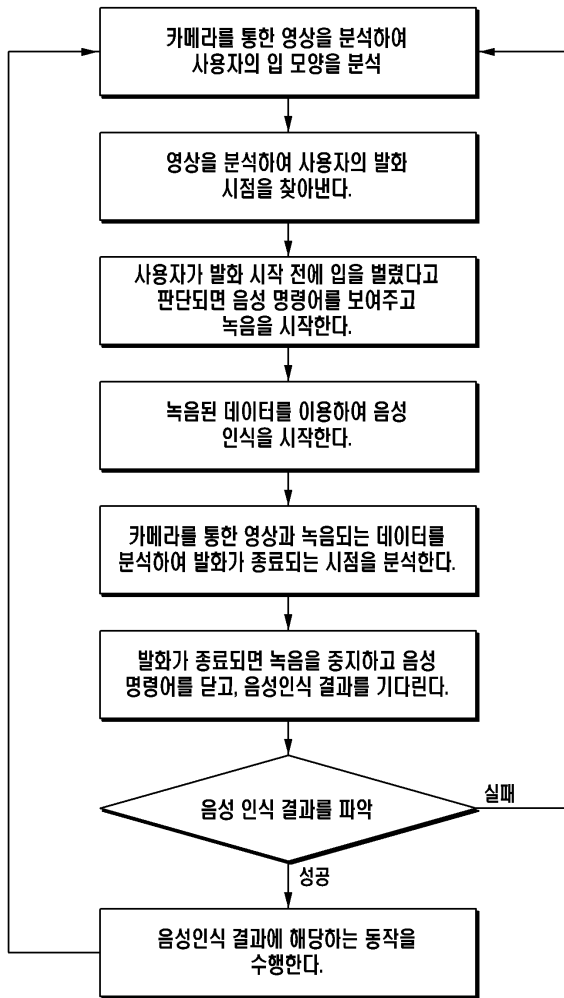 카메라를 통한 영상을 분석하여
사용자의 입 모양을 분석
영상을 분석하여 사용자의 발화
시점을 찾아낸다.
사용자가 발화 시작 전에 입을 벌렸다고
판단되면 음성 명령어를 보여주고
녹음을 시작한다.
녹음된 데이터를 이용하여 음성
인식을 시작한다.
카메라를 통한 영상과 녹음되는 데이터를
분석하여 발화가 종료되는 시점을 분석한다.
발화가 종료되면 녹음을 중지하고 음성
명령어를 닫고, 음성인식 결과를 기다린다.
음성 인식 결과를 파악
실패
성공
음성인식 결과에 해당하는 동작을
수행한다.